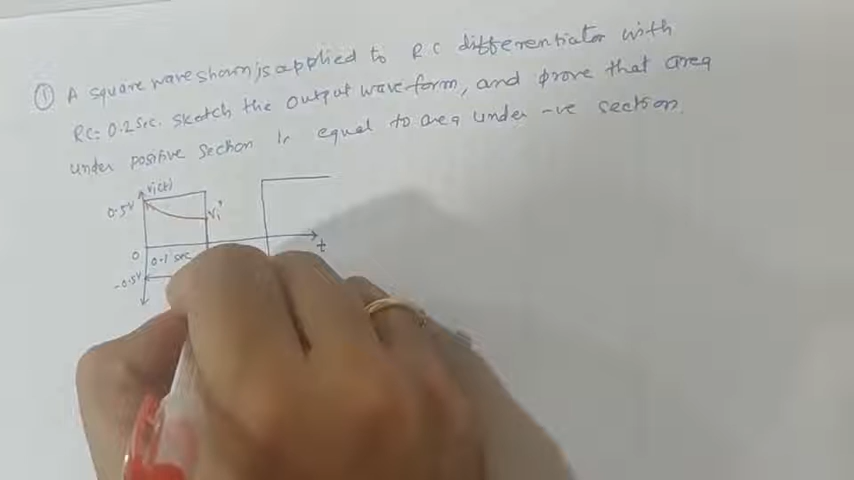 ① A square wave shown is applied to RC differentiator with
RC= 0.2sec. sketch the output wave form, and prove that area
under positive section is equal to area under -ve section.
vi(t)
0.5V
V1'
0
0.1 sec
t
-0.5V